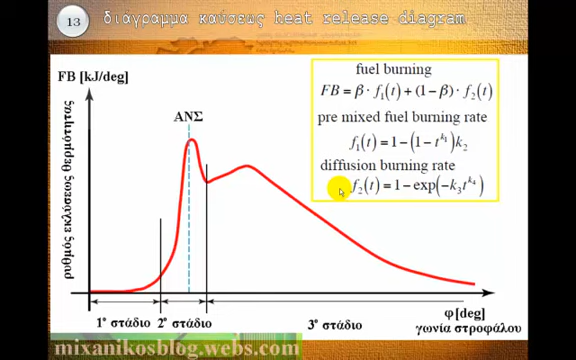 13
διάγραμμα καύσεως heat release diagram
FB [kJ/deg]
fuel burning
FB = β · f₁(t) + (1 − β) · f₂(t)
pre mixed fuel burning rate
f₁(t) = 1 − (1 − t^k₁)k₂
diffusion burning rate
f₂(t) = 1 − exp(−k₃t^k₄)
ΑΝΣ
ρυθμός εκλύσεως θερμότητας
φ[deg]
γωνία στροφάλου
1° στάδιο
2° στάδιο
3° στάδιο
mixanikosblog.webs.com